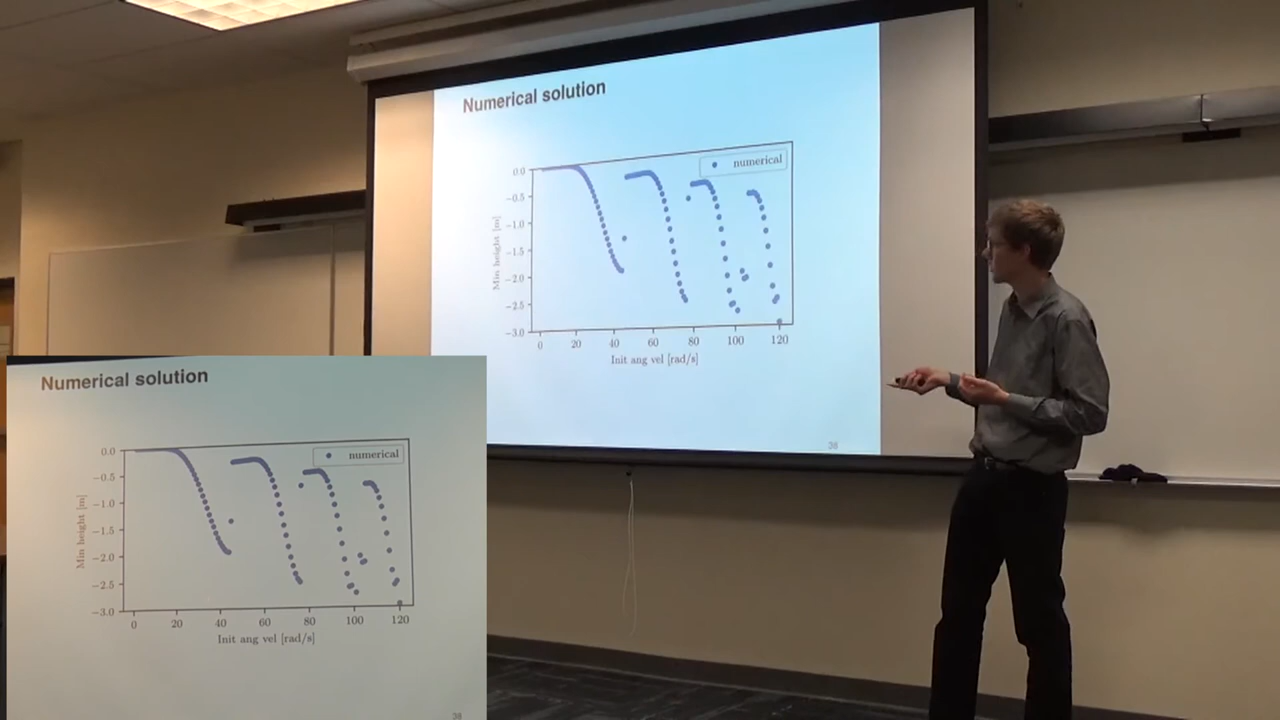 Numerical solution
numerical
0.0
−0.5
−1.0
−1.5
−2.0
−2.5
−3.0
Min height [m]
0 20 40 60 80 100 120
Init ang vel [rad/s]
38
Numerical solution
numerical
0.0
−0.5
−1.0
−1.5
−2.0
−2.5
−3.0
Min height [m]
0 20 40 60 80 100 120
Init ang vel [rad/s]
38